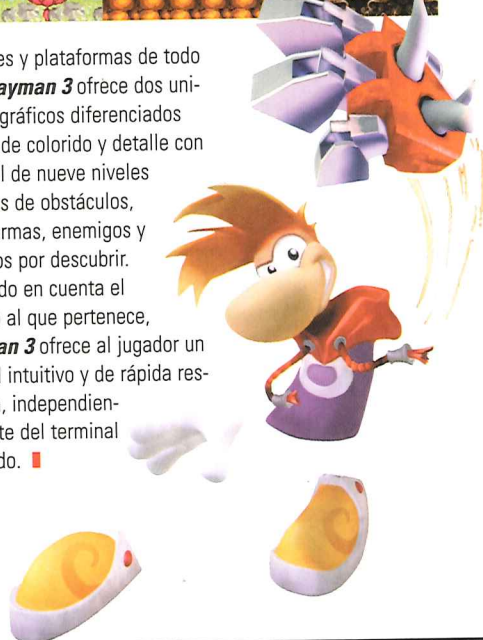 es y plataformas de todo
ayman 3 ofrece dos uni-
gráficos diferenciados
de colorido y detalle con
l de nueve niveles
s de obstáculos,
rmas, enemigos y
os por descubrir.
do en cuenta el
al que pertenece,
an 3 ofrece al jugador un
l intuitivo y de rápida res-
, independien-
te del terminal
do.